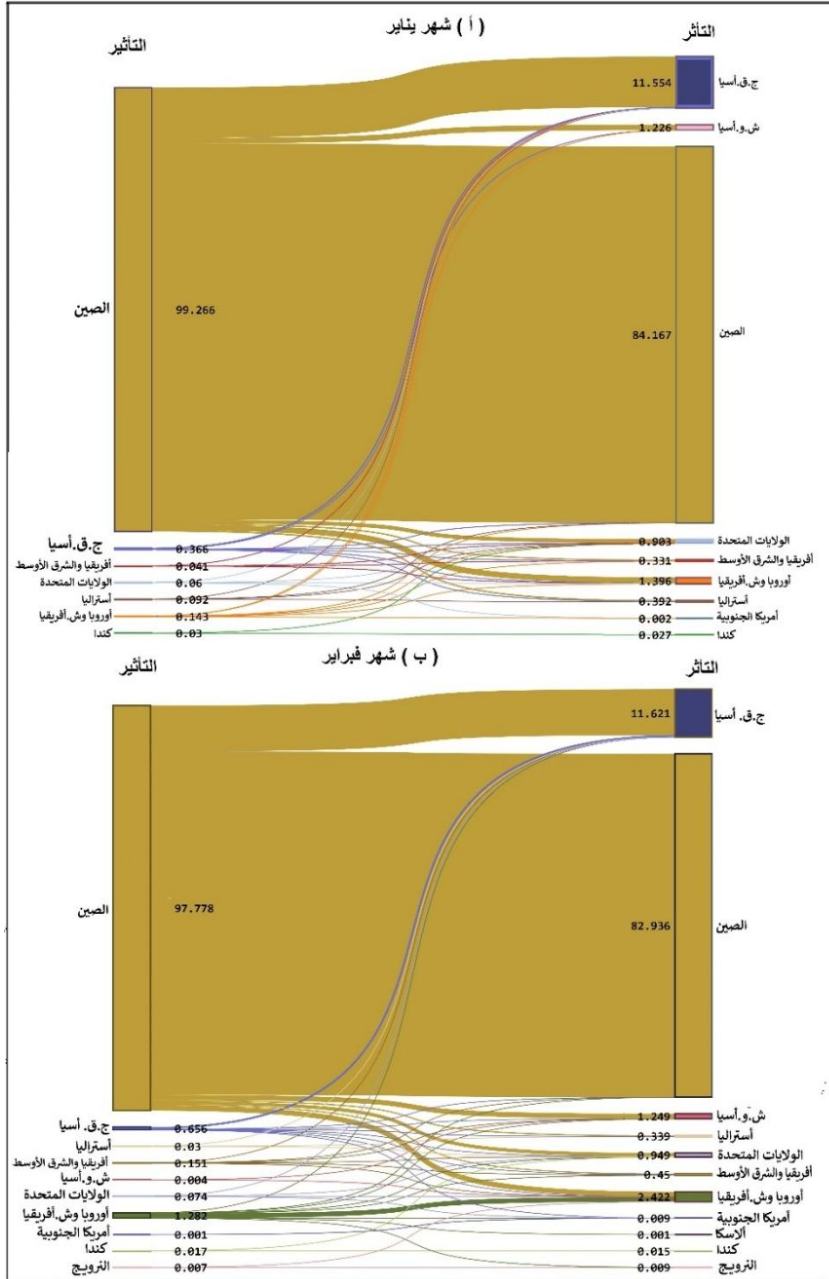 ( أ ) شهر يناير
التأثير
التأثر
11.554
ج.ق.أسيا
1.226
ش.و.أسيا
الصين
99.266
84.167
الصين
ج.ق.أسيا
0.366
0.903
الولايات المتحدة
أفريقيا والشرق الأوسط
0.041
0.331
أفريقيا والشرق الأوسط
الولايات المتحدة
0.06
1.396
أوروبا وش.أفريقيا
أستراليا
0.092
0.392
أستراليا
أوروبا وش.أفريقيا
0.143
0.002
أمريكا الجنوبية
كندا
0.03
0.027
كندا
( ب ) شهر فبراير
التأثير
التأثر
11.621
ج.ق. أسيا
الصين
97.778
82.936
الصين
ج.ق. أسيا
0.656
1.249
ش.و.أسيا
أستراليا
0.03
0.339
أستراليا
أفريقيا والشرق الأوسط
0.151
0.949
الولايات المتحدة
ش.و.أسيا
0.004
0.45
أفريقيا والشرق الأوسط
الولايات المتحدة
0.074
2.422
أوروبا وش.أفريقيا
أوروبا وش.أفريقيا
1.282
0.009
أمريكا الجنوبية
أمريكا الجنوبية
0.001
0.001
ألاسكا
كندا
0.017
0.015
كندا
النرويج
0.007
0.009
النرويج